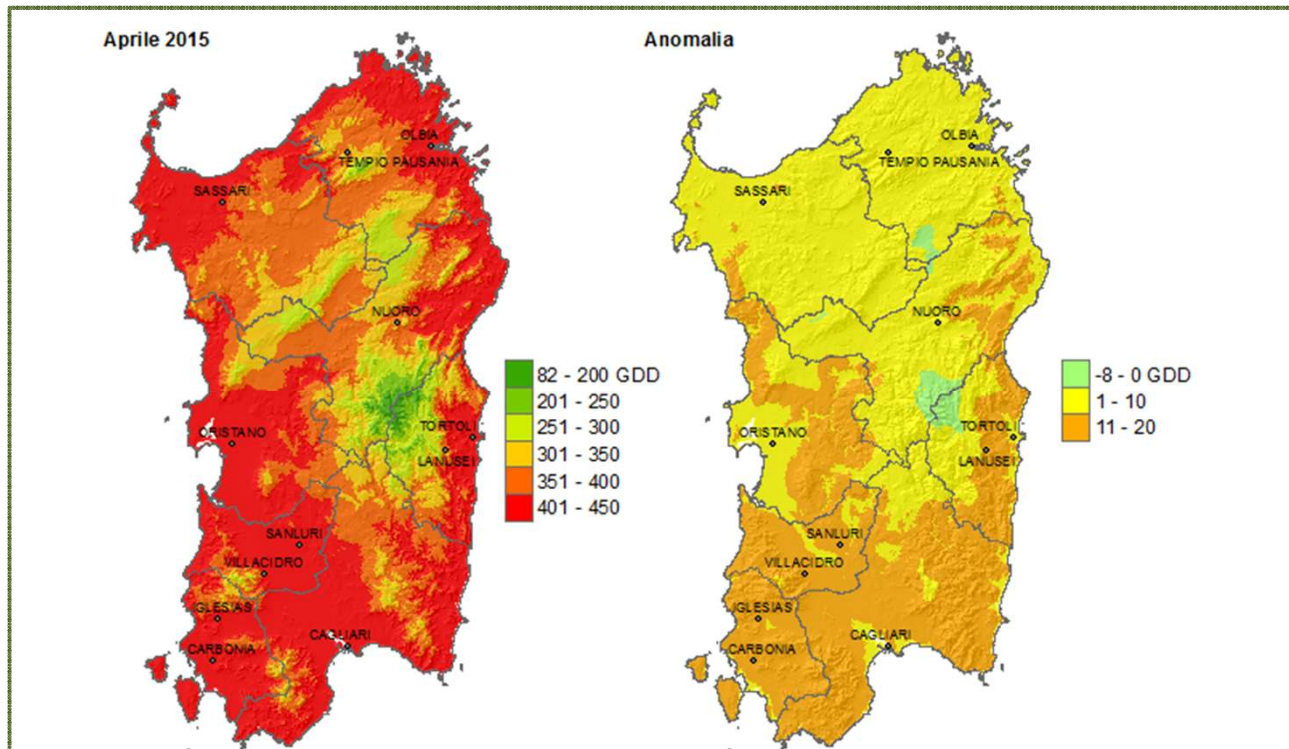 Aprile 2015
OLBIA
TEMPIO PAUSANIA
SASSARI
NUORO
ORISTANO
TORTOLI
LANUSEI
SANLURI
VILLACIDRO
IGLESIAS
CAGLIARI
CARBONIA
82 - 200 GDD
201 - 250
251 - 300
301 - 350
351 - 400
401 - 450
Anomalia
OLBIA
TEMPIO PAUSANIA
SASSARI
NUORO
ORISTANO
TORTOLI
LANUSEI
SANLURI
VILLACIDRO
IGLESIAS
CAGLIARI
CARBONIA
-8 - 0 GDD
1 - 10
11 - 20